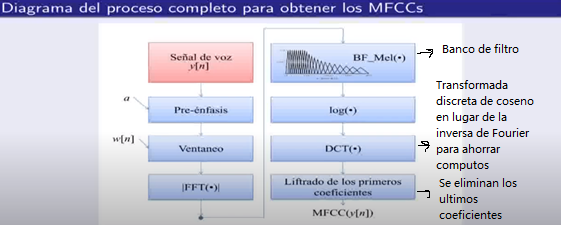 Diagrama del proceso completo para obtener los MFCCs
Señal de voz
y[n]
a
Pre-énfasis
w[n]
Ventaneo
|FFT(•)|
BF_Mel(•)
log(•)
DCT(•)
Liftrado de los primeros
coeficientes
MFCC(y[n])
Banco de filtro
Transformada
discreta de coseno
en lugar de la
inversa de Fourier
para ahorrar
computos
Se eliminan los
ultimos
coeficientes